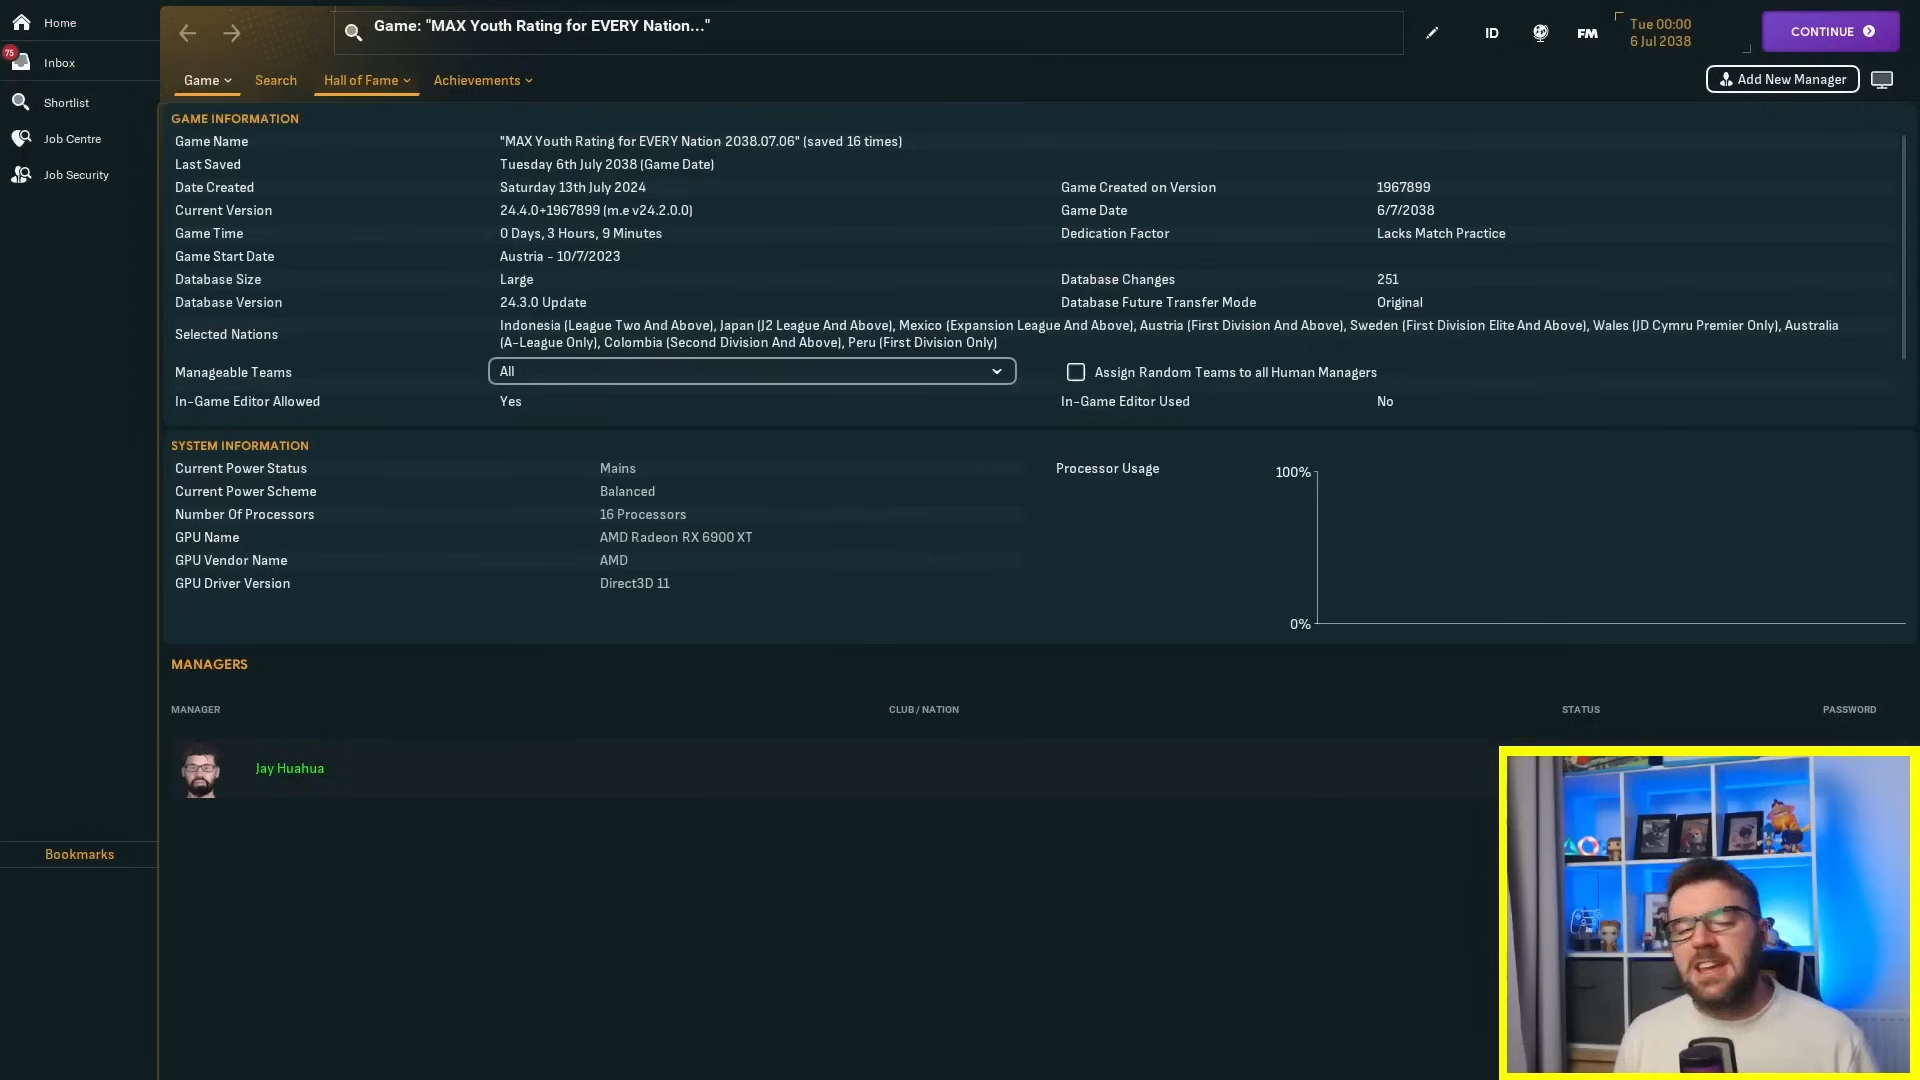 Home
Game: "MAX Youth Rating for EVERY Nation..."
ID
FM
Tue 00:00
6 Jul 2038
CONTINUE
75
Inbox
Game
Search
Hall of Fame
Achievements
Add New Manager
Shortlist
Job Centre
Job Security
Bookmarks
GAME INFORMATION
Game Name "MAX Youth Rating for EVERY Nation 2038.07.06" (saved 16 times)
Last Saved Tuesday 6th July 2038 (Game Date)
Date Created Saturday 13th July 2024 Game Created on Version 1967899
Current Version 24.4.0+1967899 (m.e v24.2.0.0) Game Date 6/7/2038
Game Time 0 Days, 3 Hours, 9 Minutes Dedication Factor Lacks Match Practice
Game Start Date Austria - 10/7/2023
Database Size Large Database Changes 251
Database Version 24.3.0 Update Database Future Transfer Mode Original
Selected Nations Indonesia (League Two And Above), Japan (J2 League And Above), Mexico (Expansion League And Above), Austria (First Division And Above), Sweden (First Division Elite And Above), Wales (JD Cymru Premier Only), Australia
(A-League Only), Colombia (Second Division And Above), Peru (First Division Only)
Manageable Teams All Assign Random Teams to all Human Managers
In-Game Editor Allowed Yes In-Game Editor Used No
SYSTEM INFORMATION
Current Power Status Mains Processor Usage 100%
Current Power Scheme Balanced
Number Of Processors 16 Processors
GPU Name AMD Radeon RX 6900 XT
GPU Vendor Name AMD
GPU Driver Version Direct3D 11
0%
MANAGERS
MANAGER CLUB / NATION STATUS PASSWORD
Jay Huahua